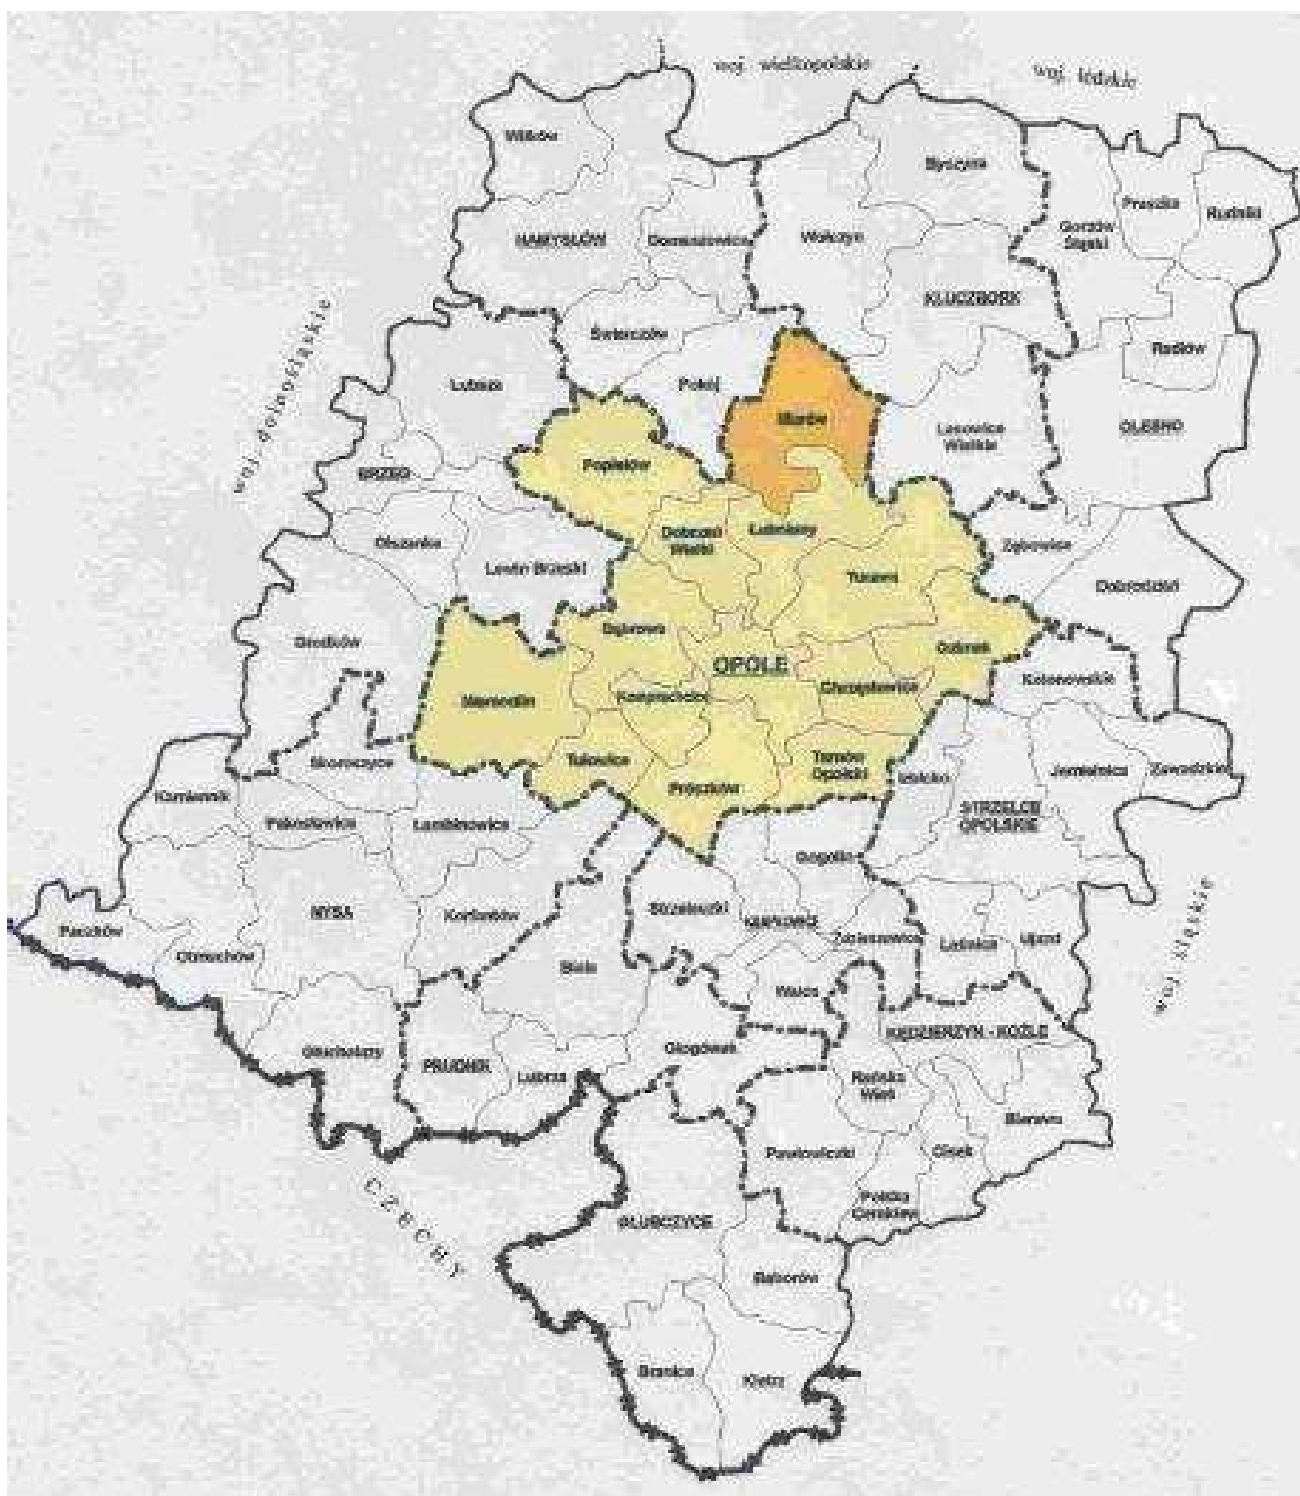 woj. wielkopolskie
woj. łódzkie
Wilków
Byczyna
Praszka
Rudniki
NAMYSŁÓW
Domaszowice
Wołczyn
Gorzów
Śląski
KLUCZBORK
Świerczów
woj. dolnośląskie
Lubsza
Pokój
Radłów
Murów
Lasowice
Wielkie
OLESNO
BRZEG
Popielów
Olszanka
Dobrzeń
Wielki
Łubniany
Zębowice
Lewin Brzeski
Turawa
Dobrodzień
Grodków
Dąbrowa
OPOLE
Ozimek
Kolonowskie
Niemodlin
Komprachcice
Chrząstowice
Skoroszyce
Tułowice
Prószków
Tarnów
Opolski
Izbicko
Jemielnica
Zawadzkie
Kamiennik
Pakosławice
Łambinowice
STRZELCE
OPOLSKIE
Gogolin
NYSA
Korfantów
Strzeleczki
KRAPKOWICE
Zdzieszowice
Leśnica
Ujazd
woj. śląskie
Paczków
Otmuchów
Biała
Walce
Głuchołazy
PRUDNIK
Lubrza
Głogówek
KĘDZIERZYN - KOŹLE
Reńska
Wieś
Bierawa
Pawłowiczki
Cisek
CZECHY
Polska
Cerekiew
GŁUBCZYCE
Baborów
Branice
Kietrz